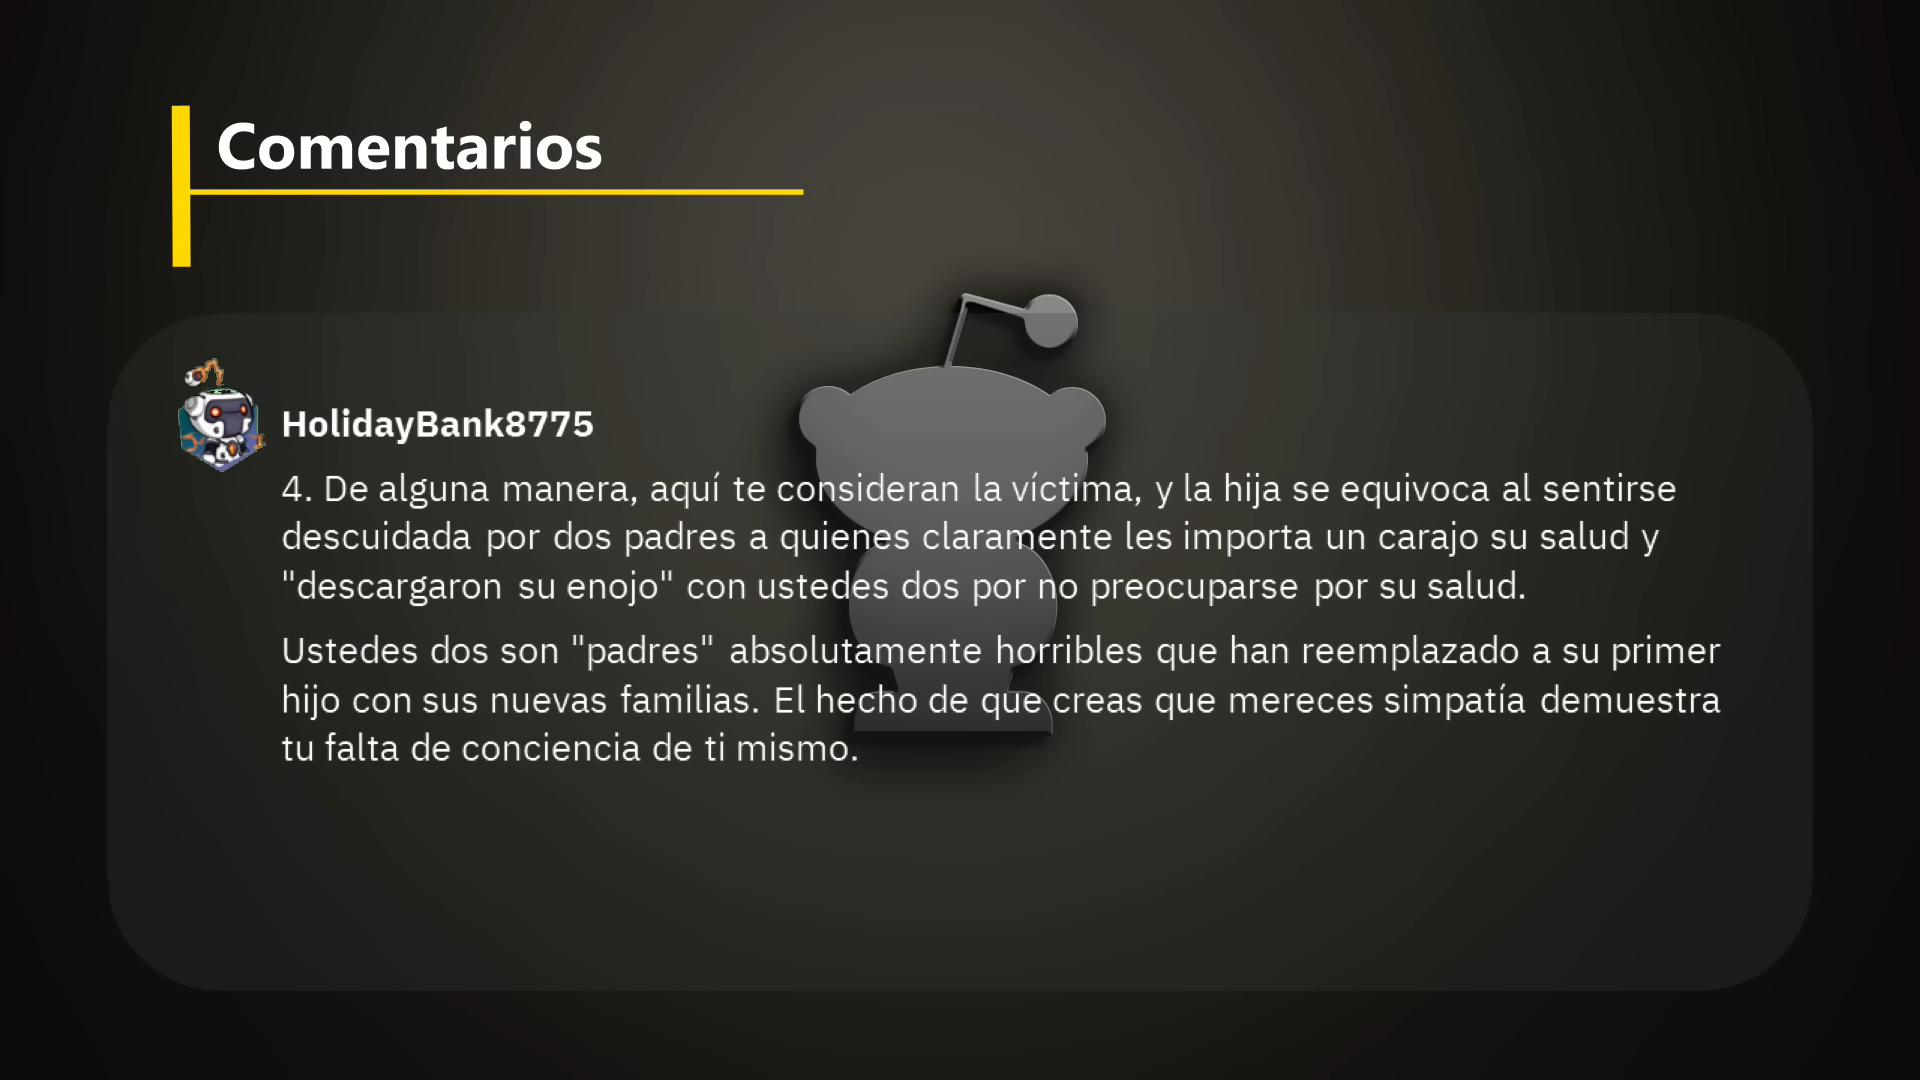 Comentarios
HolidayBank8775
4. De alguna manera, aquí te consideran la víctima, y la hija se equivoca al sentirse
descuidada por dos padres a quienes claramente les importa un carajo su salud y
"descargaron su enojo" con ustedes dos por no preocuparse por su salud.
Ustedes dos son "padres" absolutamente horribles que han reemplazado a su primer
hijo con sus nuevas familias. El hecho de que creas que mereces simpatía demuestra
tu falta de conciencia de ti mismo.